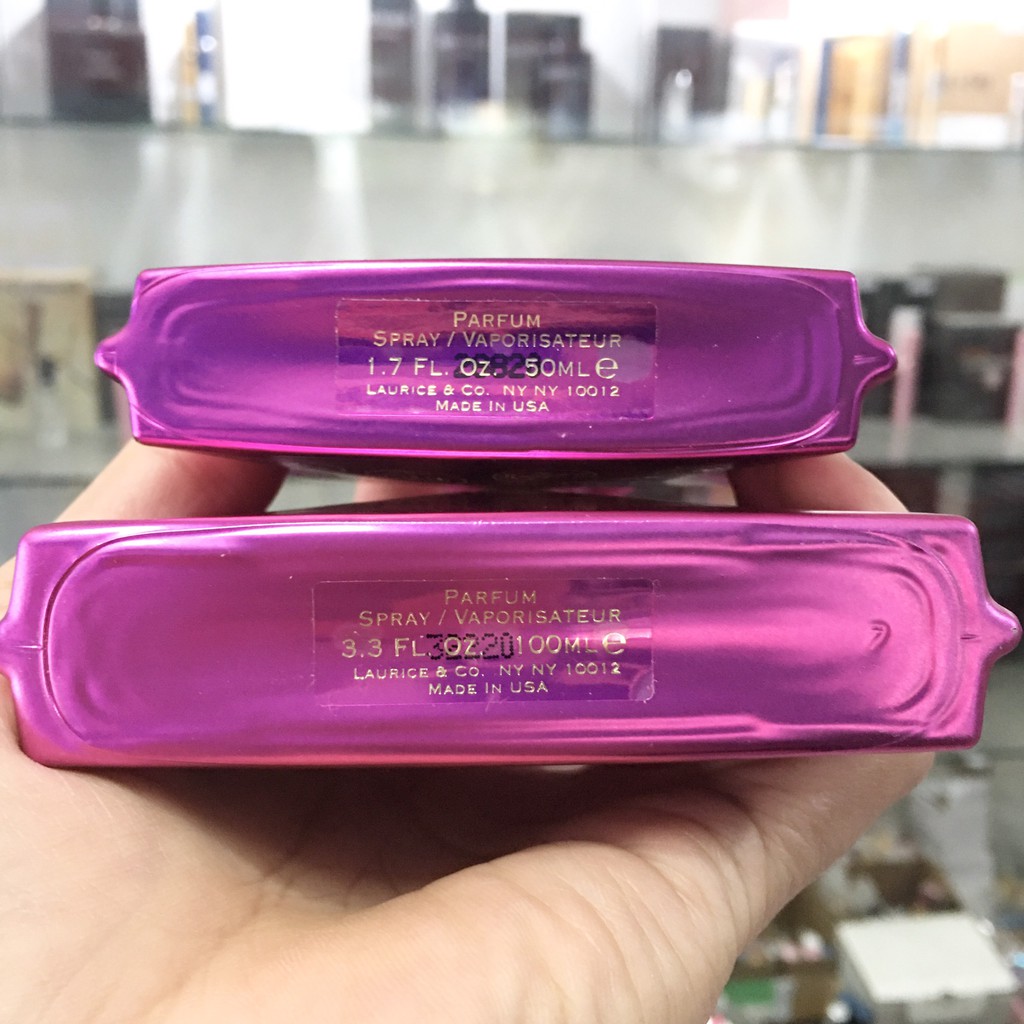 PARFUM
SPRAY / VAPORISATEUR
1.7 FL. OZ. 50ML e
LAURICE & CO. NY NY 10012
MADE IN USA
PARFUM
SPRAY / VAPORISATEUR
3.3 FL. OZ. 100ML e
LAURICE & CO. NY NY 10012
MADE IN USA